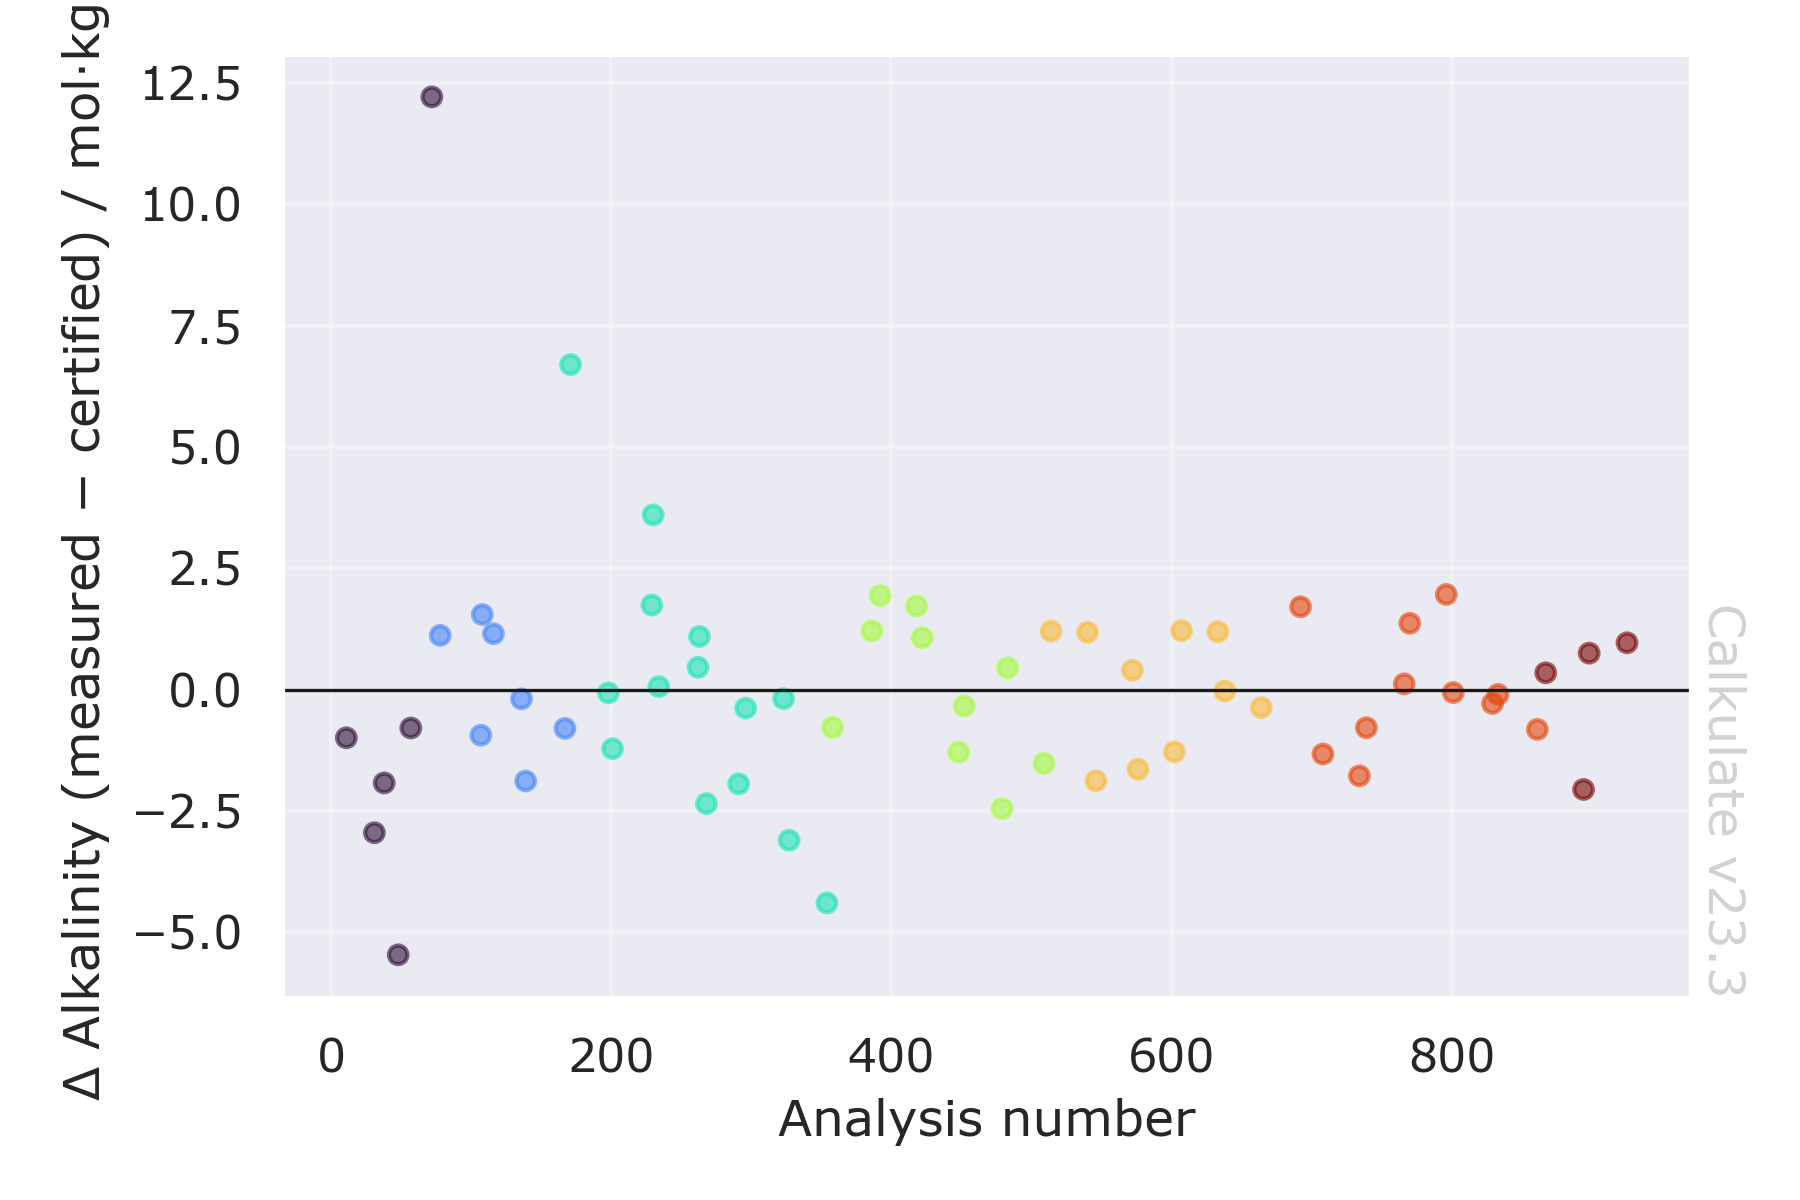 Δ Alkalinity (measured − certified) / mol·kg
12.5
10.0
7.5
5.0
2.5
0.0
−2.5
−5.0
0 200 400 600 800
Analysis number
Calkulate v23.3